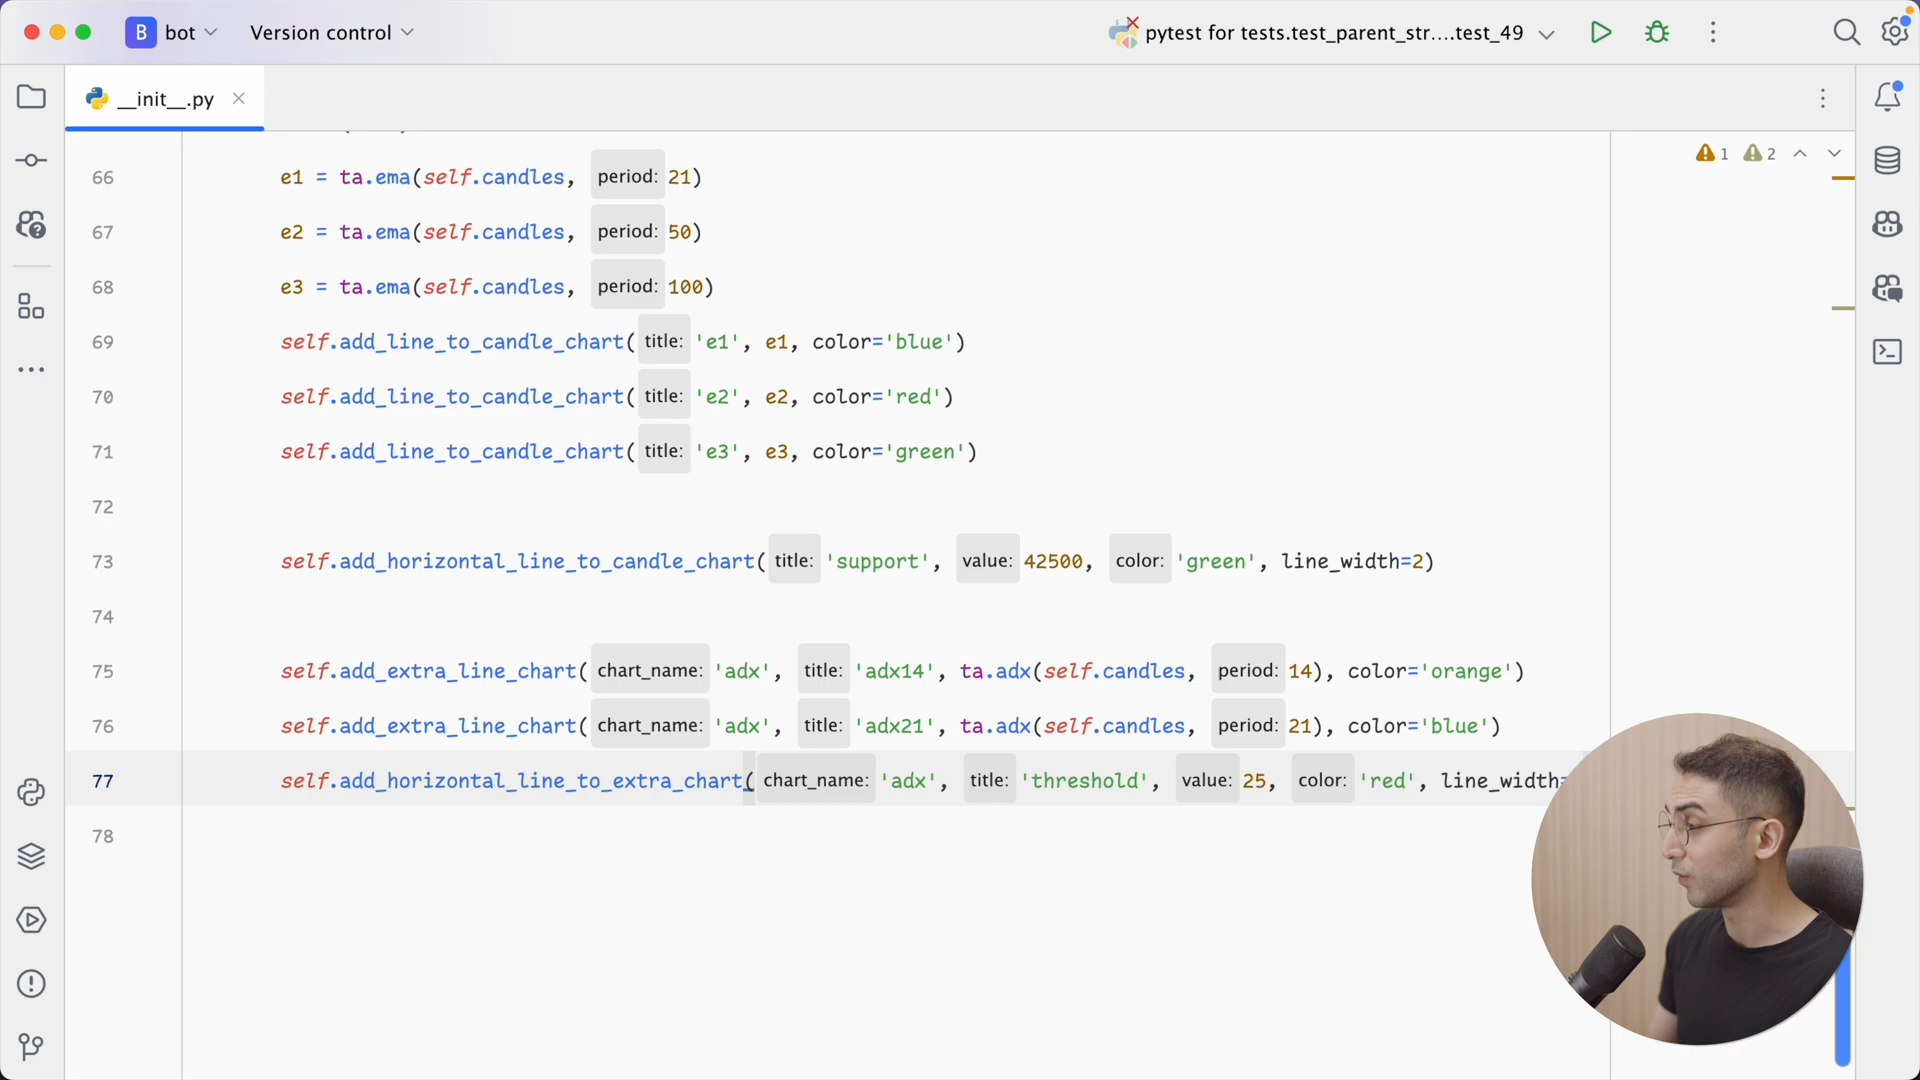 B bot Version control pytest for tests.test_parent_str....test_49
__init__.py
1 2
66 e1 = ta.ema(self.candles, period: 21)
67 e2 = ta.ema(self.candles, period: 50)
68 e3 = ta.ema(self.candles, period: 100)
69 self.add_line_to_candle_chart( title: 'e1', e1, color='blue')
70 self.add_line_to_candle_chart( title: 'e2', e2, color='red')
71 self.add_line_to_candle_chart( title: 'e3', e3, color='green')
72
73 self.add_horizontal_line_to_candle_chart( title: 'support', value: 42500, color: 'green', line_width=2)
74
75 self.add_extra_line_chart( chart_name: 'adx', title: 'adx14', ta.adx(self.candles, period: 14), color='orange')
76 self.add_extra_line_chart( chart_name: 'adx', title: 'adx21', ta.adx(self.candles, period: 21), color='blue')
77 self.add_horizontal_line_to_extra_chart( chart_name: 'adx', title: 'threshold', value: 25, color: 'red', line_width=
78